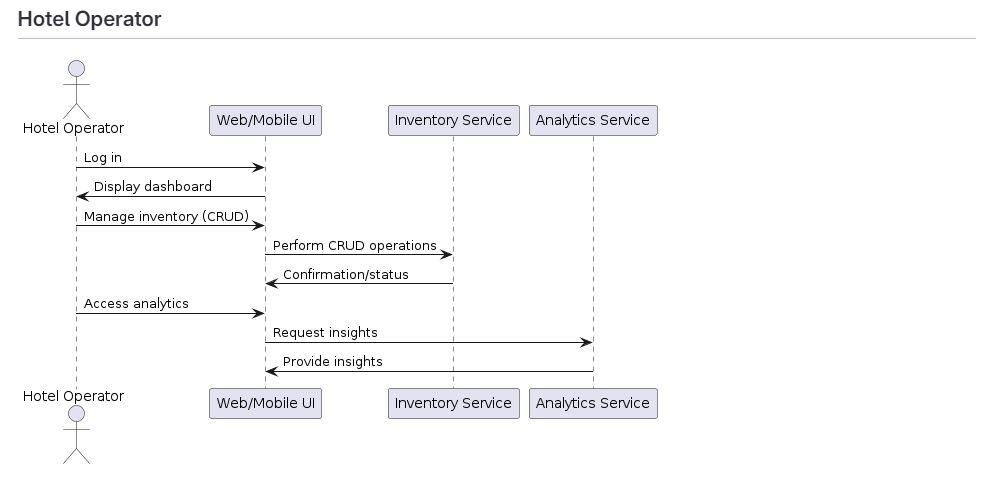 Hotel Operator
Hotel Operator
Web/Mobile UI
Inventory Service
Analytics Service
Log in
Display dashboard
Manage inventory (CRUD)
Perform CRUD operations
Confirmation/status
Access analytics
Request insights
Provide insights
Hotel Operator
Web/Mobile UI
Inventory Service
Analytics Service